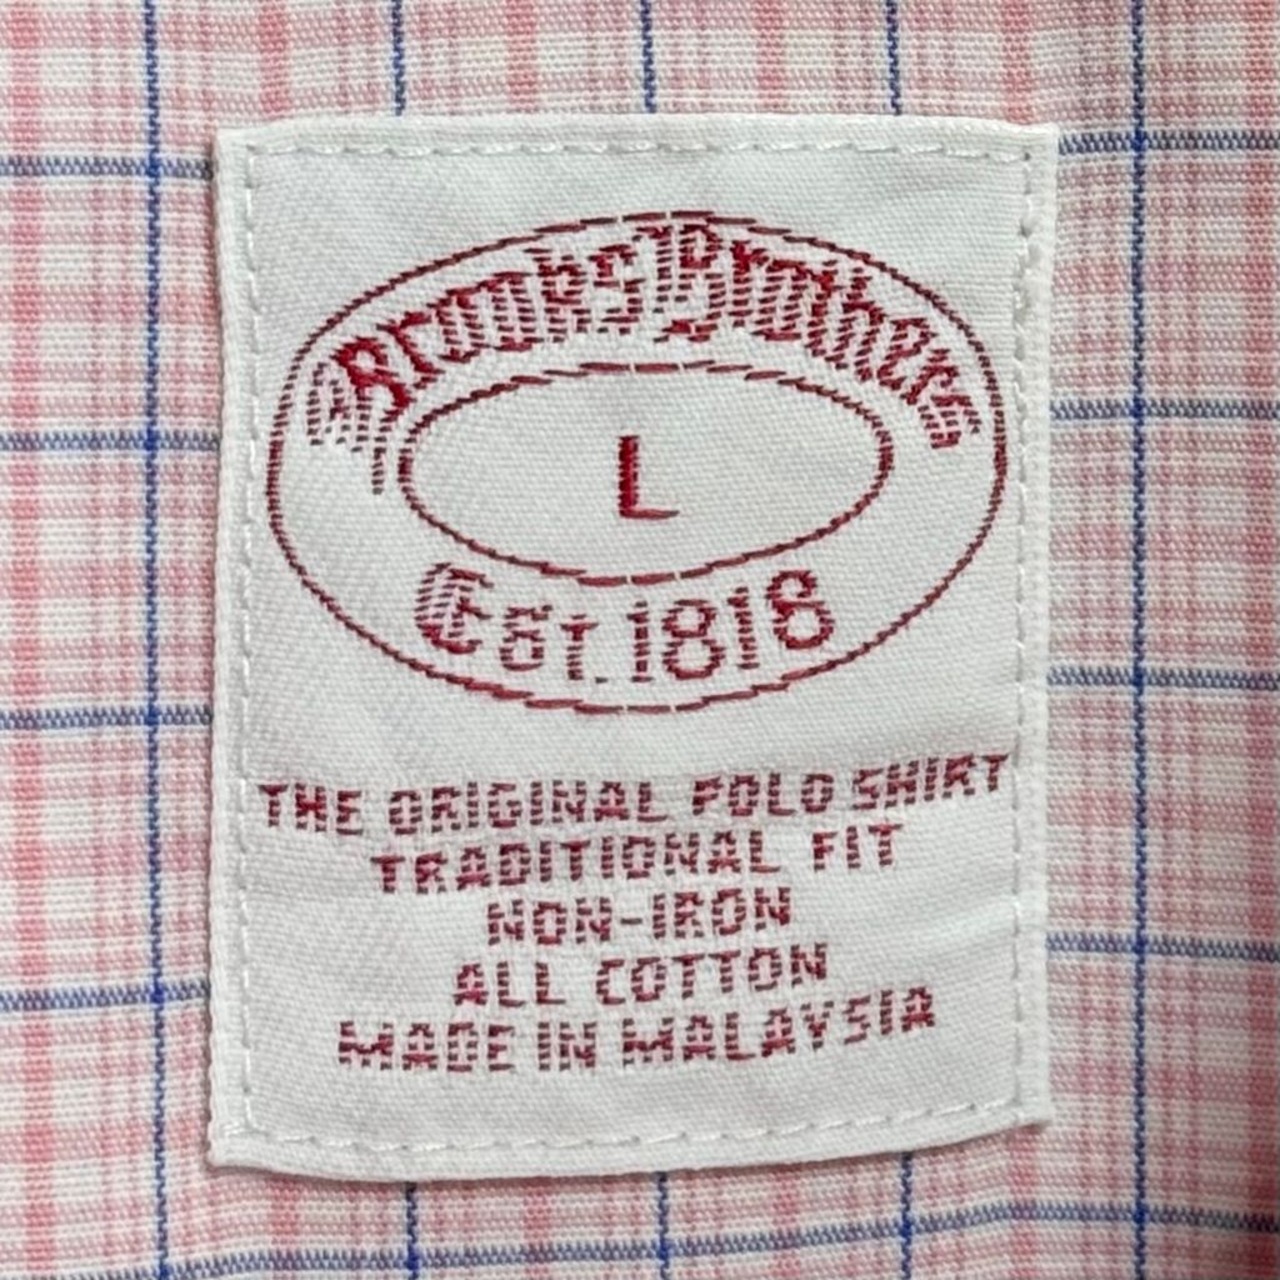 Brooks Brothers
L
Est. 1818
THE ORIGINAL POLO SHIRT
TRADITIONAL FIT
NON-IRON
ALL COTTON
MADE IN MALAYSIA